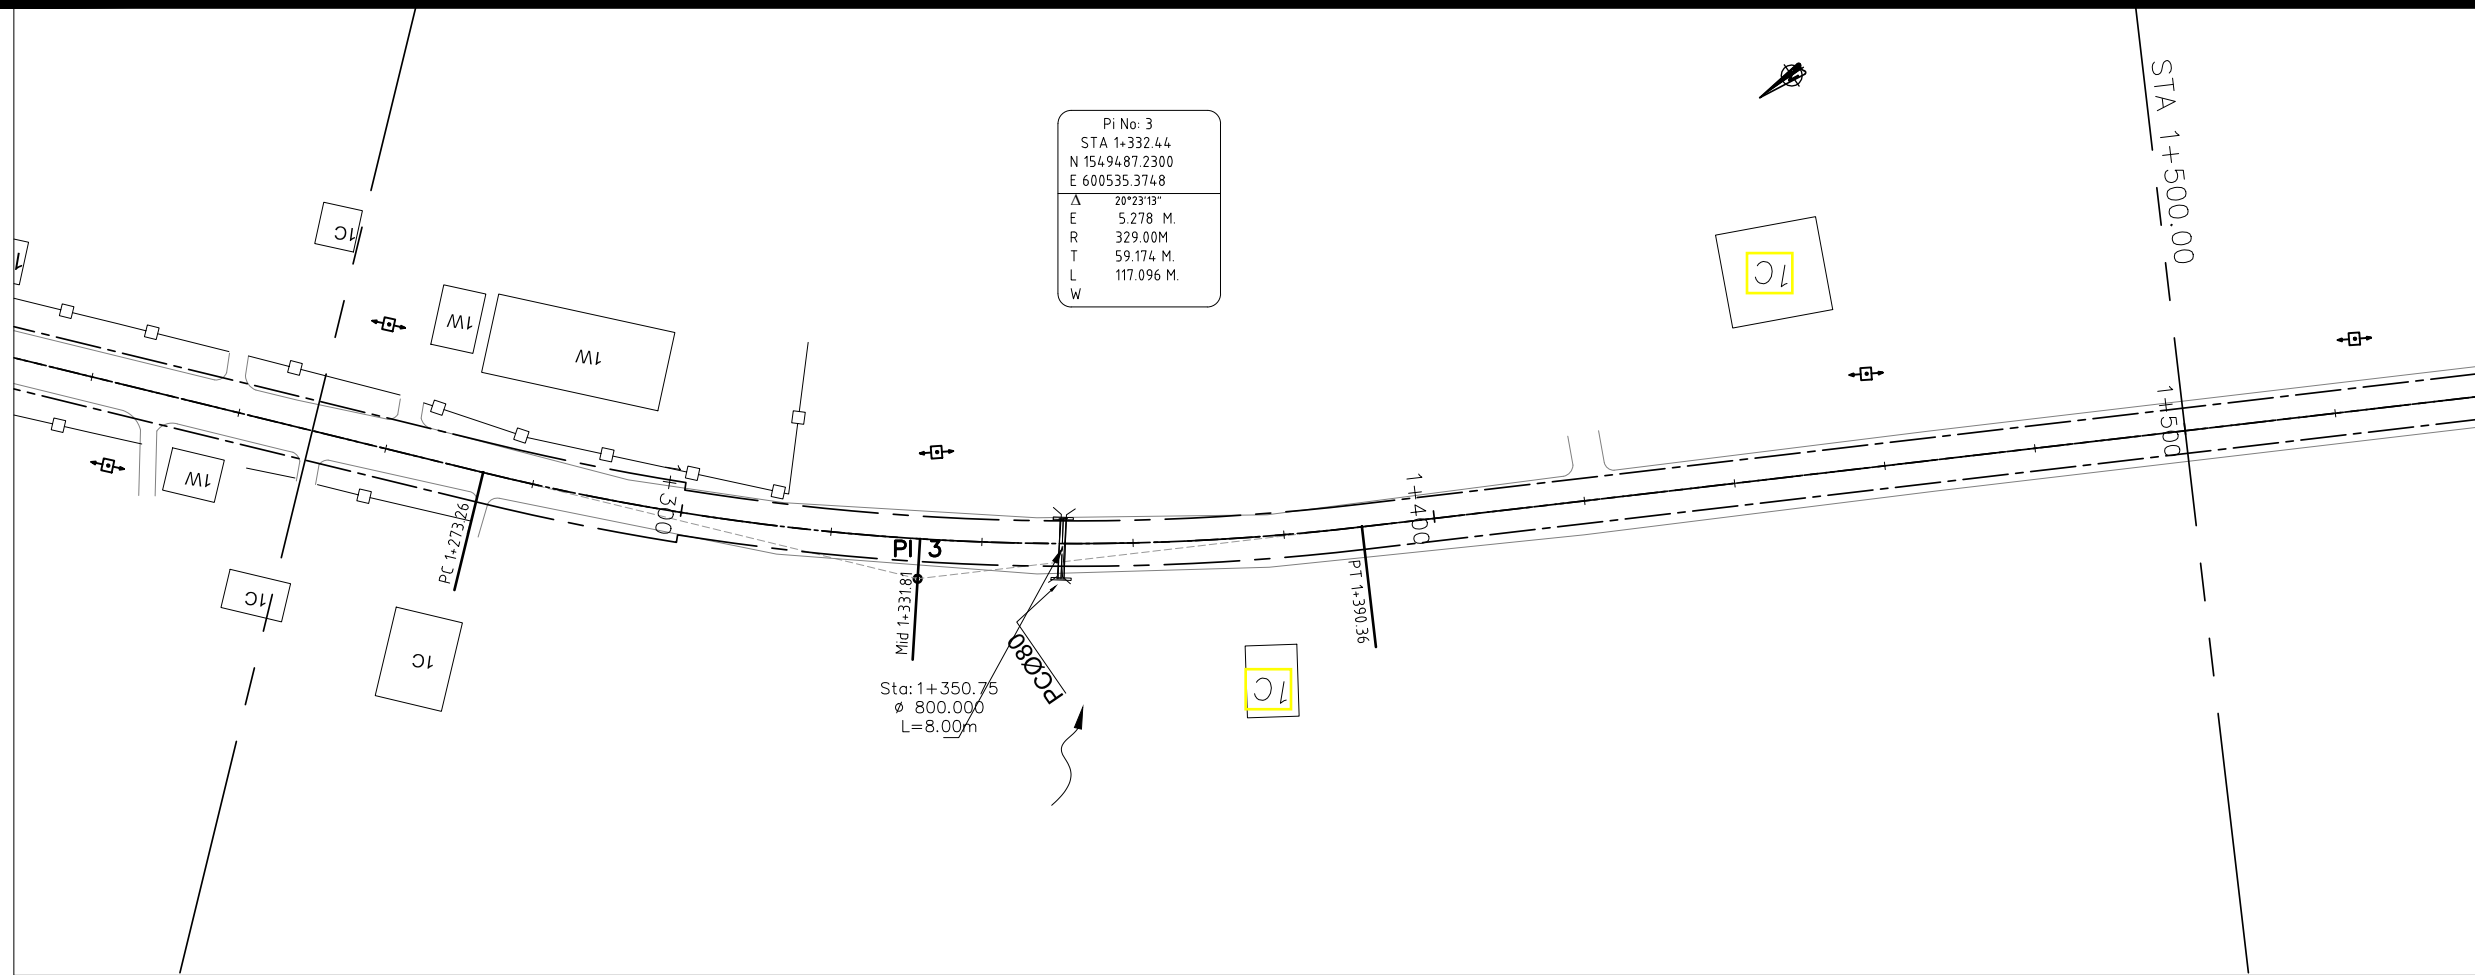 Pi No: 3
STA 1+332.44
N 1549487.2300
E 600535.3748
Δ 20°23'13"
E 5.278 M.
R 329.00M
T 59.174 M.
L 117.096 M.
W
STA 1+500.00
1C
1C
1
1W
1W
1W
1+500
1+300
1+400
PC 1+273.26
PI 3
Mid 1+331.81
PT 1+390.36
1C
1C
PCØ80
1C
Sta: 1+350.75
ø 800.000
L=8.00m